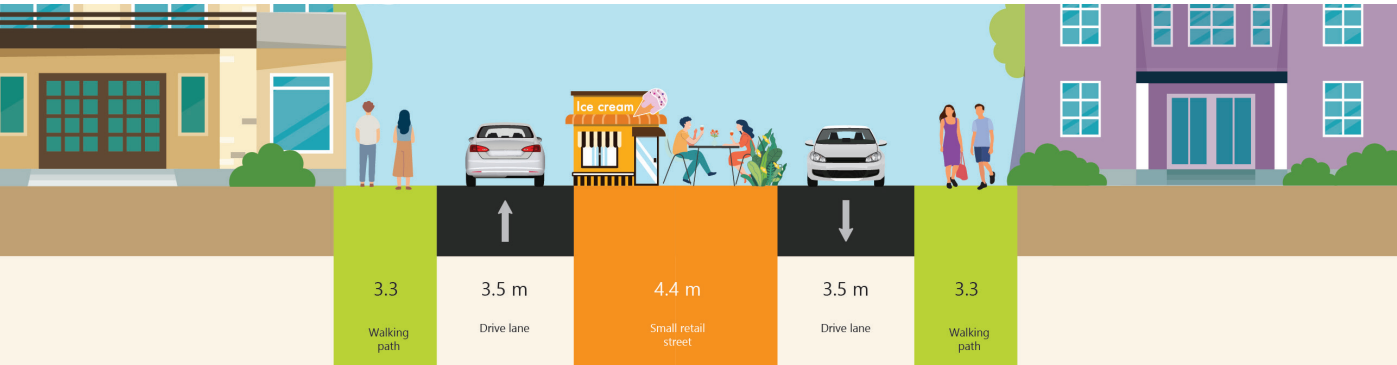 Ice cream
3.3
Walking
path
3.5 m
Drive lane
4.4 m
Small retail
street
3.5 m
Drive lane
3.3
Walking
path